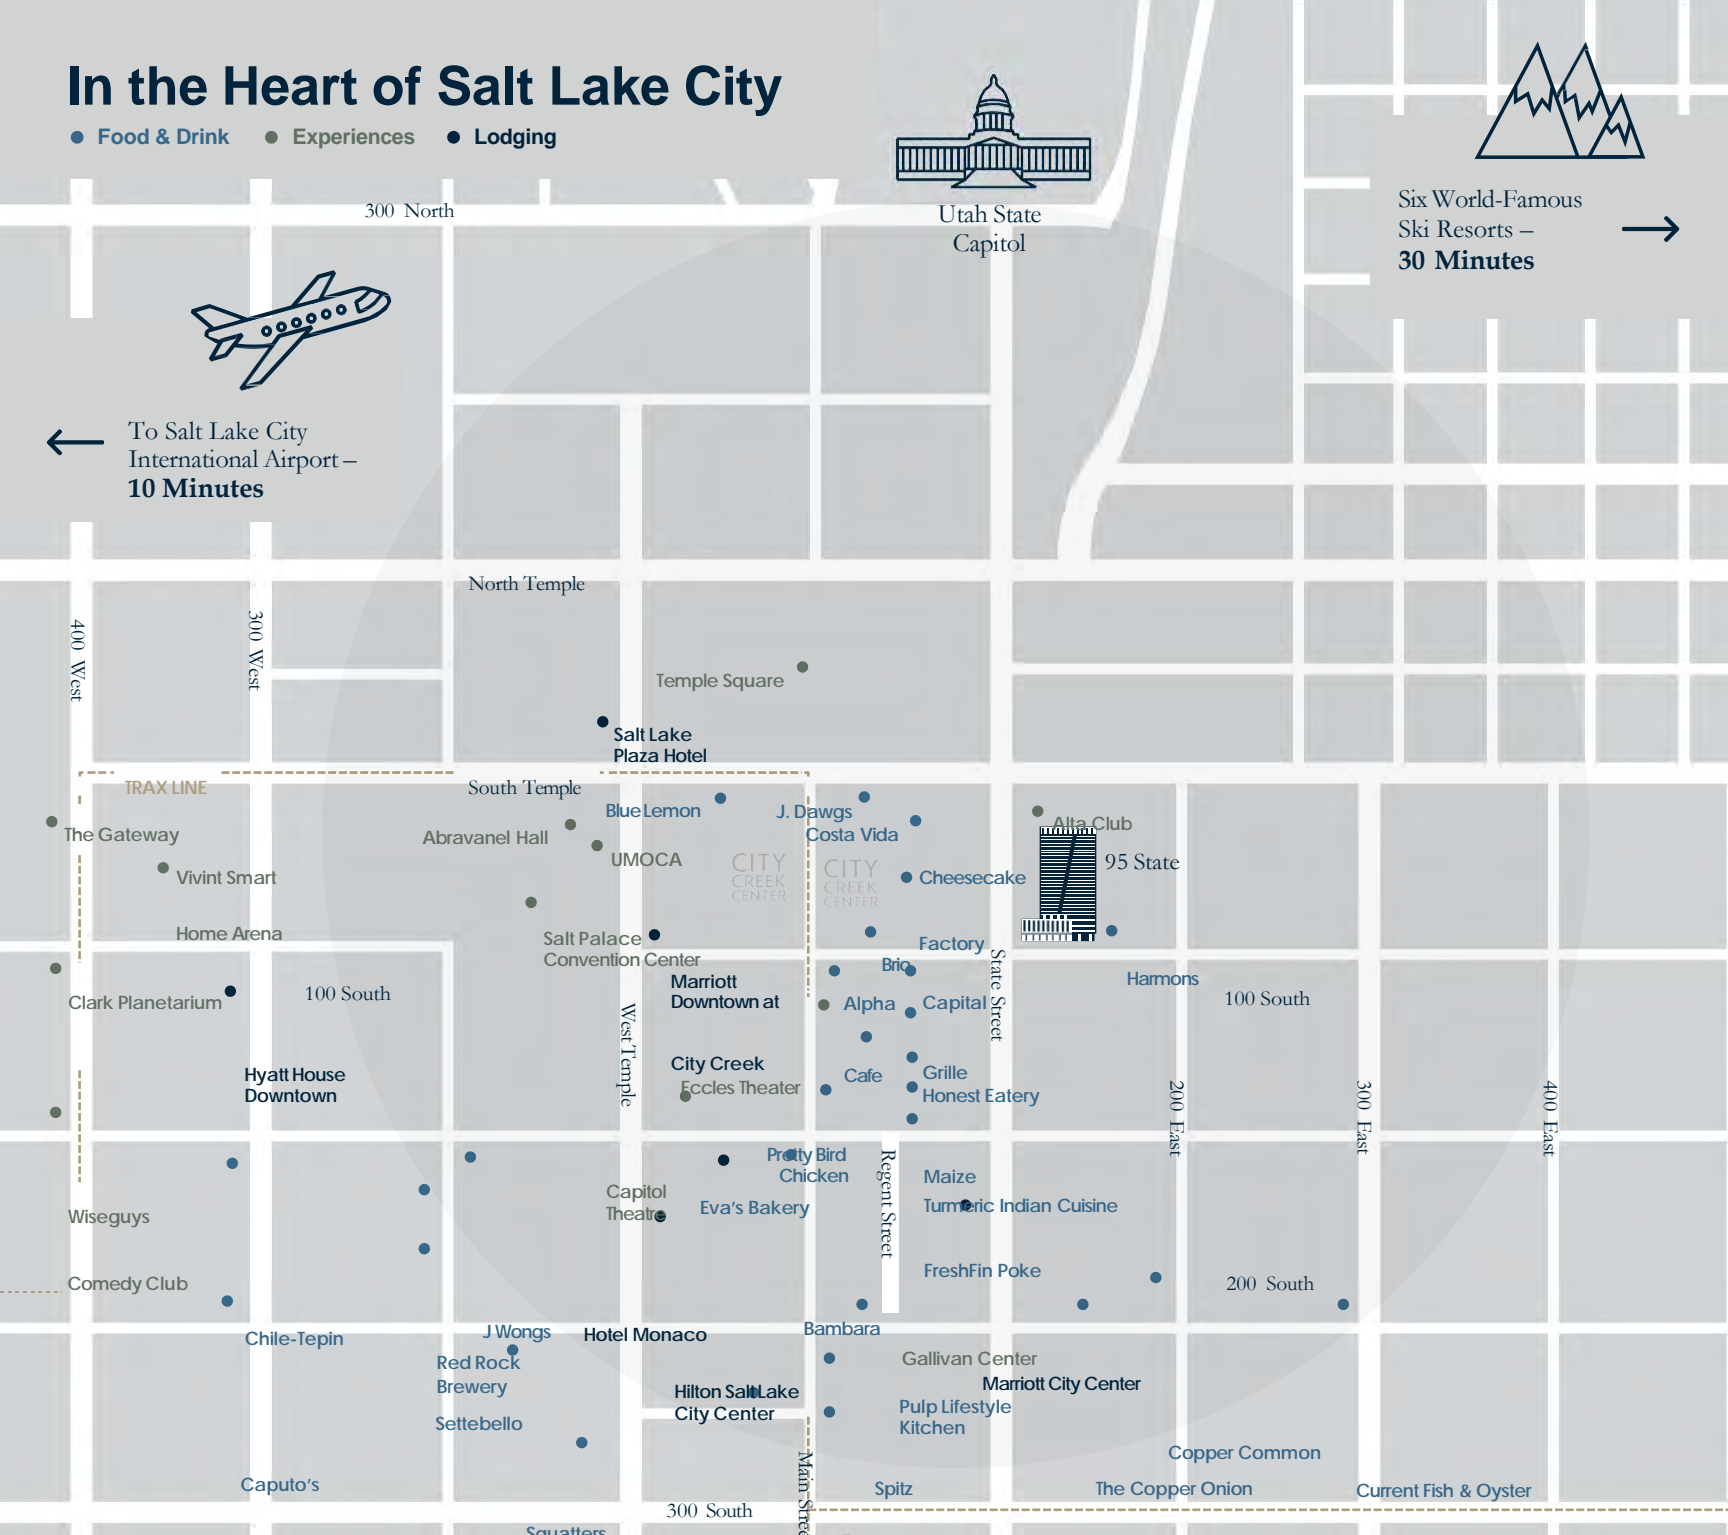 In the Heart of Salt Lake City
Food & Drink
Experiences
Lodging
300 North
Utah State
Capitol
Six World-Famous
Ski Resorts –
30 Minutes
To Salt Lake City
International Airport –
10 Minutes
North Temple
400 West
300 West
Temple Square
Salt Lake
Plaza Hotel
TRAX LINE
South Temple
Blue Lemon
J. Dawgs
Costa Vida
Alta Club
The Gateway
Abravanel Hall
UMOCA
CITY
CREEK
CENTER
CITY
CREEK
CENTER
95 State
Vivint Smart
Cheesecake
Home Arena
Salt Palace
Convention Center
Factory
Brio
State Street
Harmons
Marriott
Downtown at
Clark Planetarium
100 South
Alpha
Capital
100 South
West Temple
City Creek
Eccles Theater
Cafe
Grille
Honest Eatery
Hyatt House
Downtown
200 East
300 East
400 East
Pretty Bird
Chicken
Regent Street
Maize
Capitol
Theatre
Eva's Bakery
Turmeric Indian Cuisine
Wiseguys
FreshFin Poke
Comedy Club
200 South
Chile-Tepin
J Wongs
Hotel Monaco
Bambara
Red Rock
Brewery
Gallivan Center
Marriott City Center
Hilton Salt Lake
City Center
Settebello
Pulp Lifestyle
Kitchen
Copper Common
Caputo's
Main Stree
Spitz
The Copper Onion
Current Fish & Oyster
300 South
Squatters